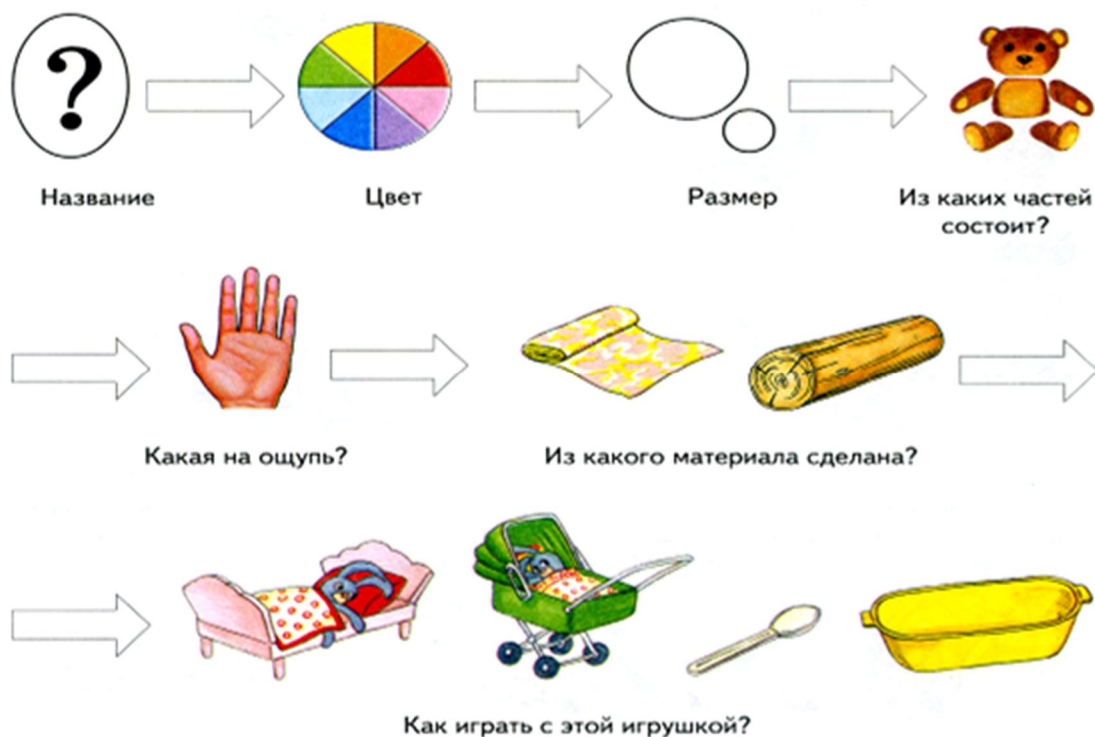 ?
Название
Цвет
Размер
Из каких частей
состоит?
Какая на ощупь?
Из какого материала сделана?
Как играть с этой игрушкой?